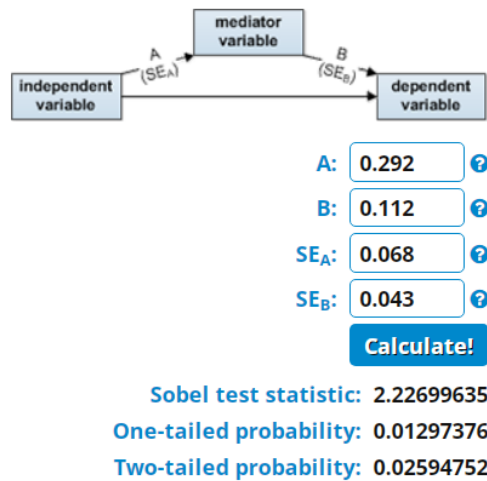 mediator
variable
A
(SEA)
B
(SEB)
independent
variable
dependent
variable
A: 0.292 ?
B: 0.112 ?
SEA: 0.068 ?
SEB: 0.043 ?
Calculate!
Sobel test statistic: 2.22699635
One-tailed probability: 0.01297376
Two-tailed probability: 0.02594752